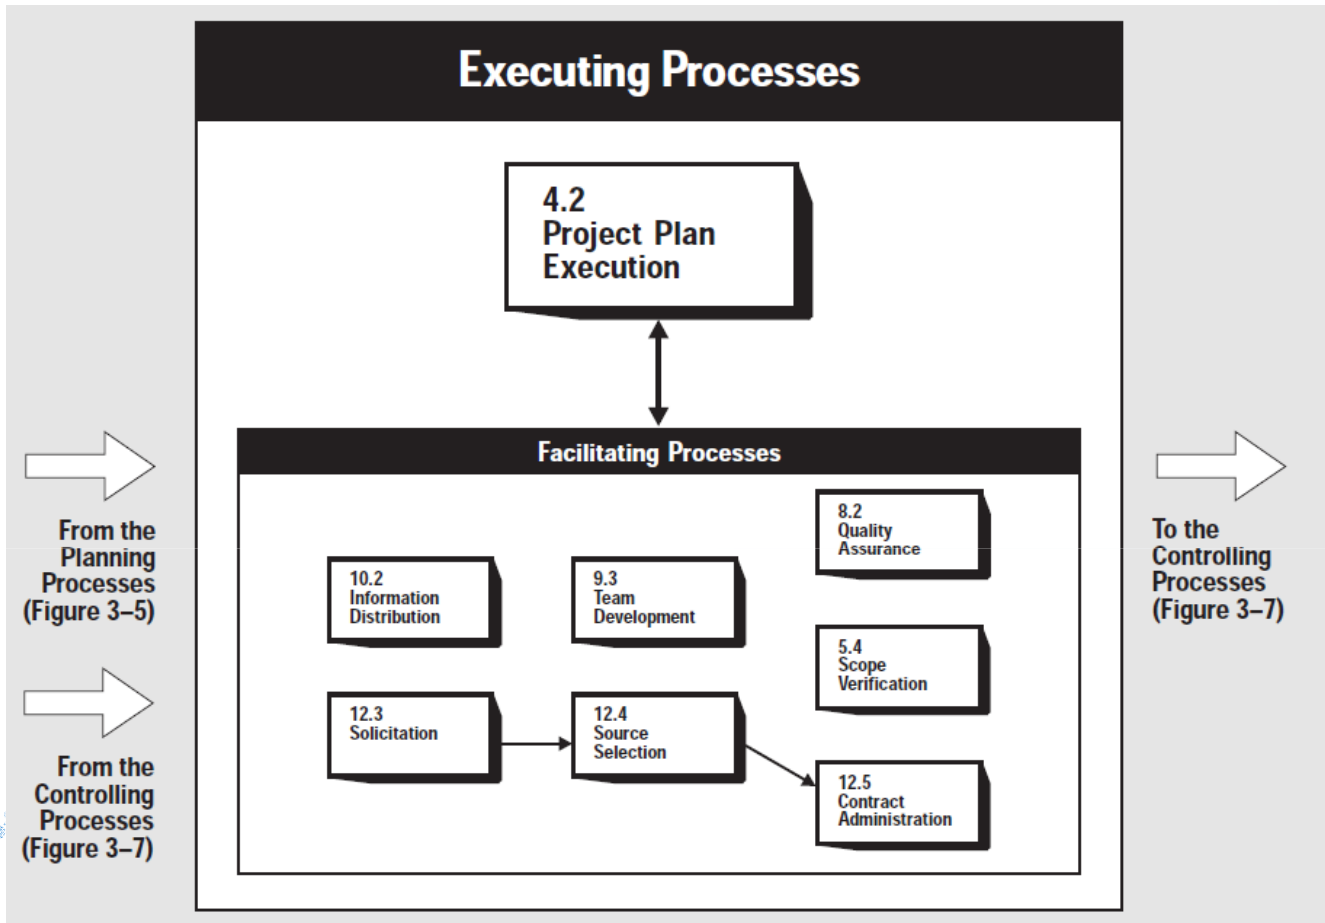 Executing Processes
4.2
Project Plan
Execution
Facilitating Processes
8.2
Quality
Assurance
10.2
Information
Distribution
9.3
Team
Development
5.4
Scope
Verification
12.3
Solicitation
12.4
Source
Selection
12.5
Contract
Administration
From the
Planning
Processes
(Figure 3–5)
From the
Controlling
Processes
(Figure 3–7)
To the
Controlling
Processes
(Figure 3–7)